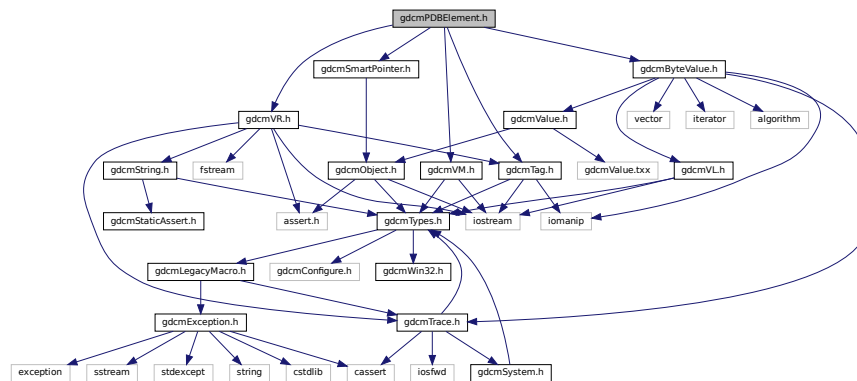 gdcmPDBElement.h
gdcmSmartPointer.h
gdcmByteValue.h
gdcmVR.h
gdcmValue.h
vector
iterator
algorithm
gdcmString.h
fstream
gdcmObject.h
gdcmVM.h
gdcmTag.h
gdcmValue.txx
gdcmVL.h
gdcmStaticAssert.h
assert.h
gdcmTypes.h
iostream
iomanip
gdcmLegacyMacro.h
gdcmConfigure.h
gdcmWin32.h
gdcmException.h
gdcmTrace.h
exception
sstream
stdexcept
string
cstdlib
cassert
iosfwd
gdcmSystem.h